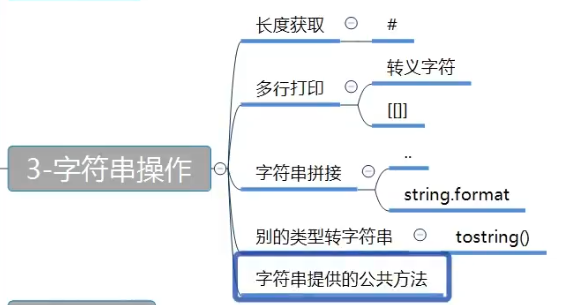 长度获取
#
多行打印
转义字符
[[]]
3-字符串操作
字符串拼接
..
string.format
别的类型转字符串
tostring()
字符串提供的公共方法